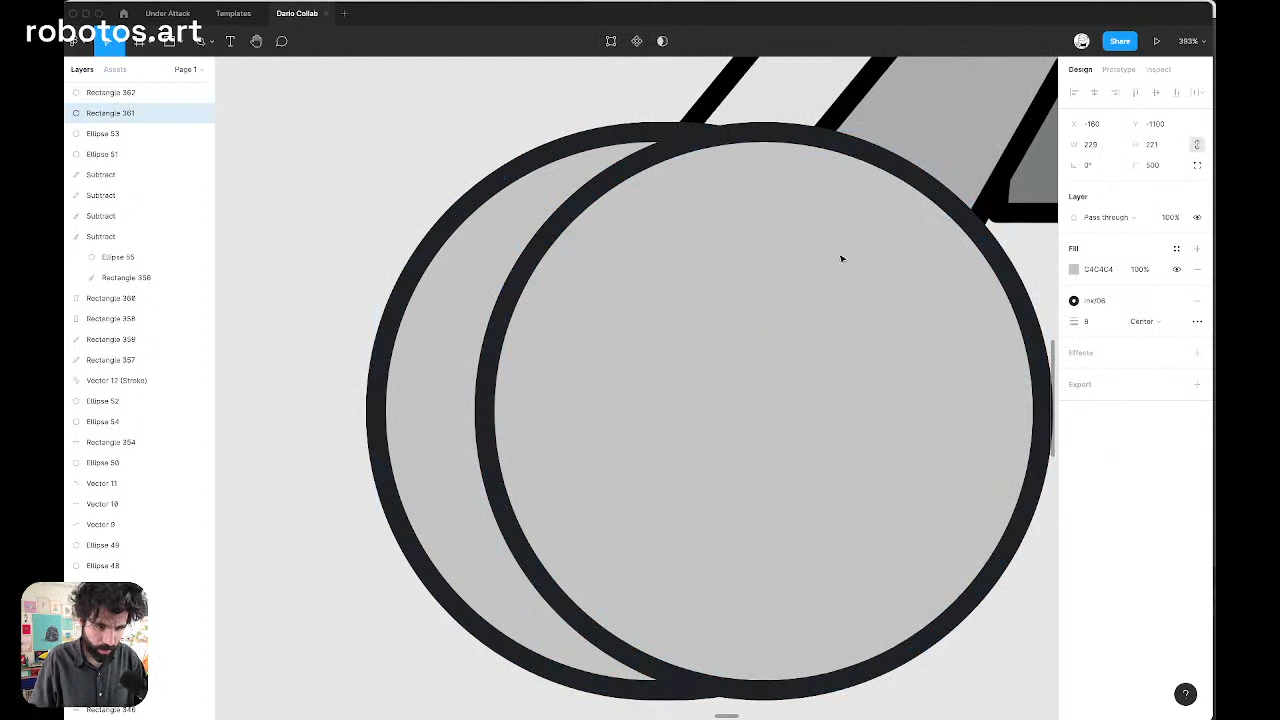 robotos.art
Under Attack
Templates
Dario Collab
Share
393%
Layers
Assets
Page 1
Design
Prototype
Inspect
Rectangle 362
Rectangle 361
Ellipse 53
Ellipse 51
Subtract
Subtract
Subtract
Subtract
Ellipse 55
Rectangle 356
Rectangle 360
Rectangle 358
Rectangle 359
Rectangle 357
Vector 12 (Stroke)
Ellipse 52
Ellipse 54
Rectangle 354
Ellipse 50
Vector 11
Vector 10
Vector 9
Ellipse 49
Ellipse 48
Rectangle 346
X -160
Y -1100
W 229
H 221
0°
500
Layer
Pass through
100%
Fill
C4C4C4
100%
ink/06
8
Center
Effects
Export
?